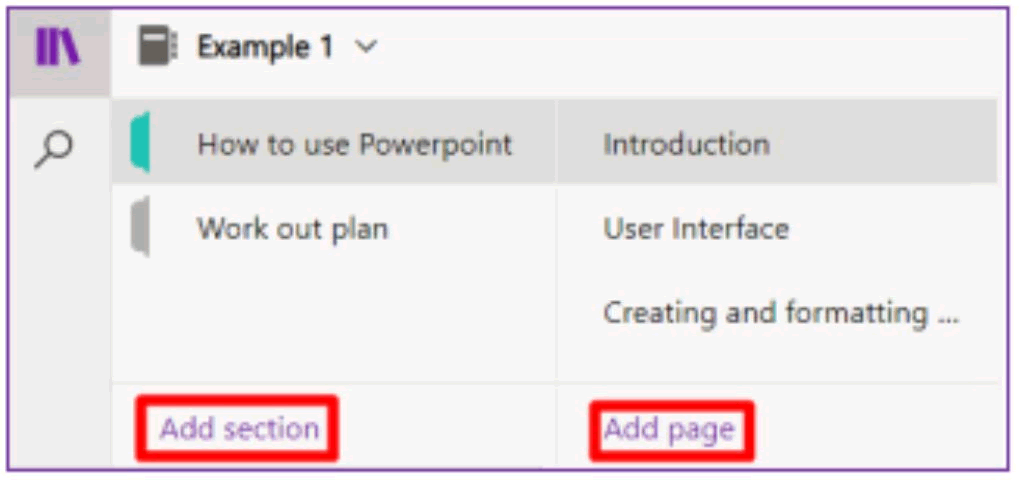 Example 1
How to use Powerpoint
Introduction
Work out plan
User Interface
Creating and formatting ...
Add section
Add page